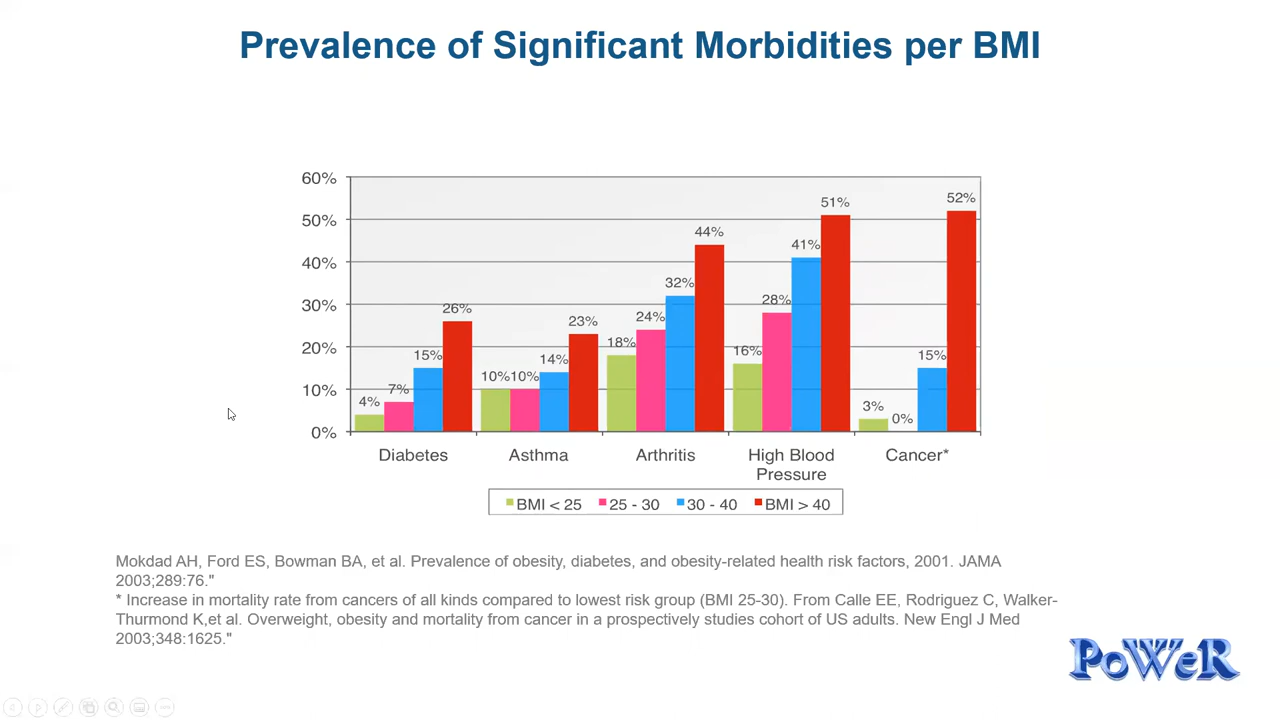 Prevalence of Significant Morbidities per BMI
60%
50%
40%
30%
20%
10%
0%
4% 7% 15% 26%
10% 10% 14% 23%
18% 24% 32% 44%
16% 28% 41% 51%
3% 0% 15% 52%
Diabetes Asthma Arthritis High Blood Cancer*
Pressure
BMI < 25 25 - 30 30 - 40 BMI > 40
Mokdad AH, Ford ES, Bowman BA, et al. Prevalence of obesity, diabetes, and obesity-related health risk factors, 2001. JAMA
2003;289:76."
* Increase in mortality rate from cancers of all kinds compared to lowest risk group (BMI 25-30). From Calle EE, Rodriguez C, Walker-
Thurmond K,et al. Overweight, obesity and mortality from cancer in a prospectively studies cohort of US adults. New Engl J Med
2003;348:1625."
PoWeR